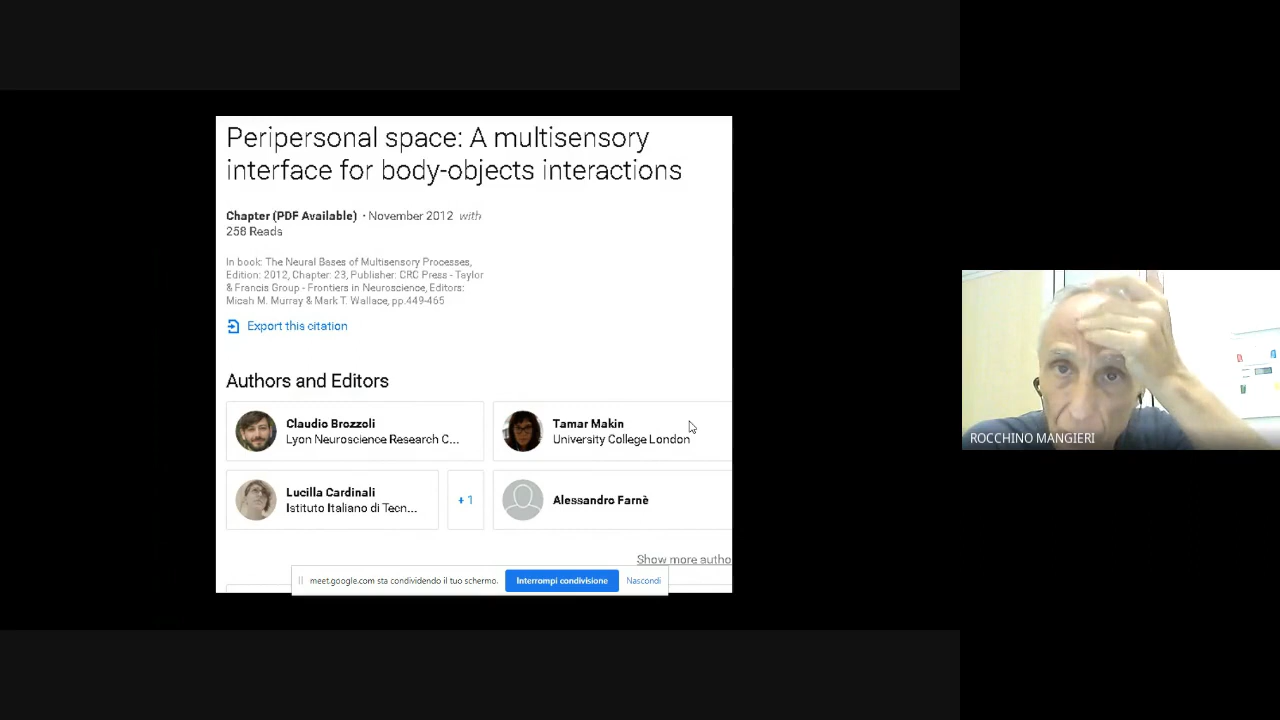 Peripersonal space: A multisensory
interface for body-objects interactions
Chapter (PDF Available) · November 2012 with
258 Reads
In book: The Neural Bases of Multisensory Processes,
Edition: 2012, Chapter: 23, Publisher: CRC Press - Taylor
& Francis Group - Frontiers in Neuroscience, Editors:
Micah M. Murray & Mark T. Wallace, pp.449-465
Export this citation
Authors and Editors
Claudio Brozzoli
Lyon Neuroscience Research C...
Tamar Makin
University College London
Lucilla Cardinali
Istituto Italiano di Tecn...
+ 1
Alessandro Farnè
Show more autho
meet.google.com sta condividendo il tuo schermo.
Interrompi condivisione
Nascondi
ROCCHINO MANGIERI